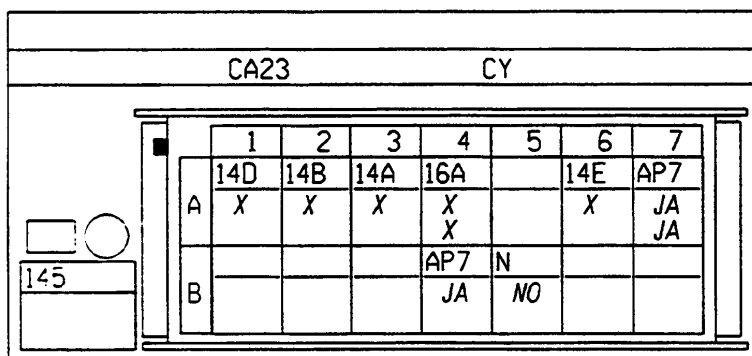 CA23 CY
1 2 3 4 5 6 7
14D 14B 14A 16A 14E AP7
A X X X X X JA
X JA
AP7 N
145
B JA NO